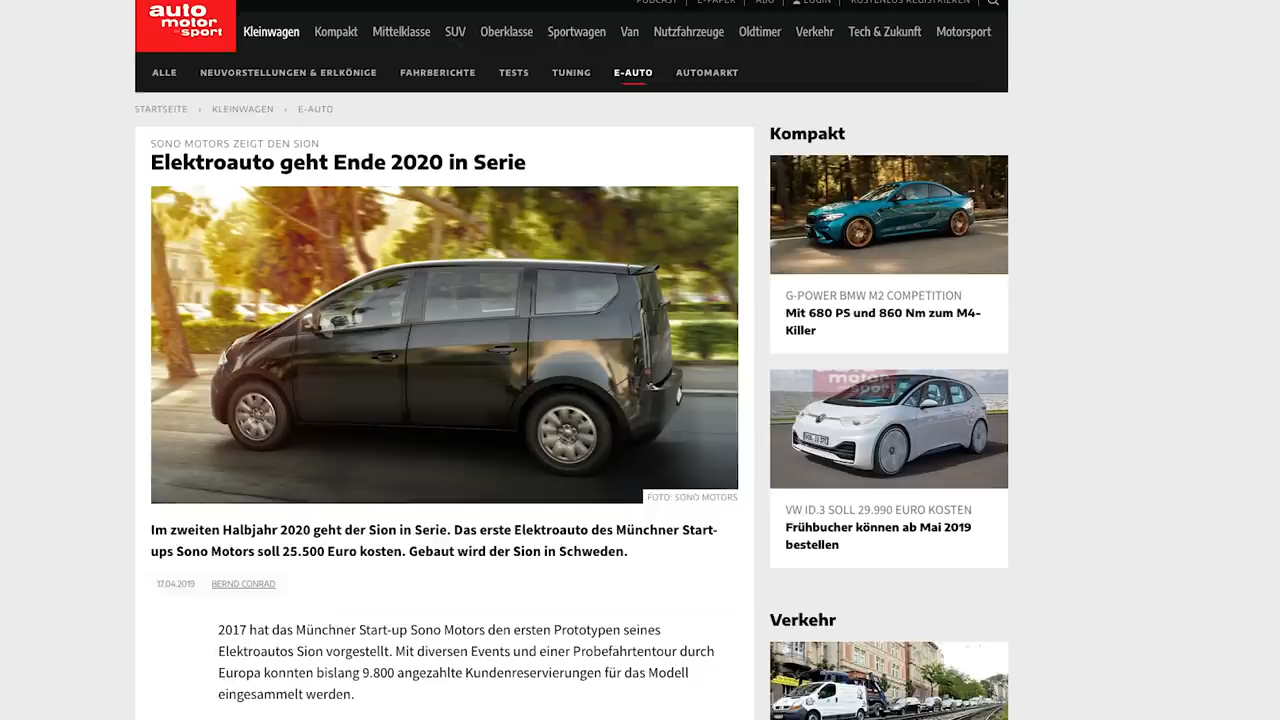 auto
motor
sport
PODCAST
E-PAPER
ABO
LOGIN
KOSTENLOS REGISTRIEREN
Kleinwagen Kompakt Mittelklasse SUV Oberklasse Sportwagen Van Nutzfahrzeuge Oldtimer Verkehr Tech & Zukunft Motorsport
ALLE NEUVORSTELLUNGEN & ERLKÖNIGE FAHRBERICHTE TESTS TUNING E-AUTO AUTOMARKT
STARTSEITE › KLEINWAGEN › E-AUTO
SONO MOTORS ZEIGT DEN SION
Elektroauto geht Ende 2020 in Serie
FOTO: SONO MOTORS
Im zweiten Halbjahr 2020 geht der Sion in Serie. Das erste Elektroauto des Münchner Start-
ups Sono Motors soll 25.500 Euro kosten. Gebaut wird der Sion in Schweden.
17.04.2019 BERND CONRAD
2017 hat das Münchner Start-up Sono Motors den ersten Prototypen seines
Elektroautos Sion vorgestellt. Mit diversen Events und einer Probefahrtentour durch
Europa konnten bislang 9.800 angezahlte Kundenreservierungen für das Modell
eingesammelt werden.
Kompakt
G-POWER BMW M2 COMPETITION
Mit 680 PS und 860 Nm zum M4-
Killer
motor
sport
VW ID.3 SOLL 29.990 EURO KOSTEN
Frühbucher können ab Mai 2019
bestellen
Verkehr